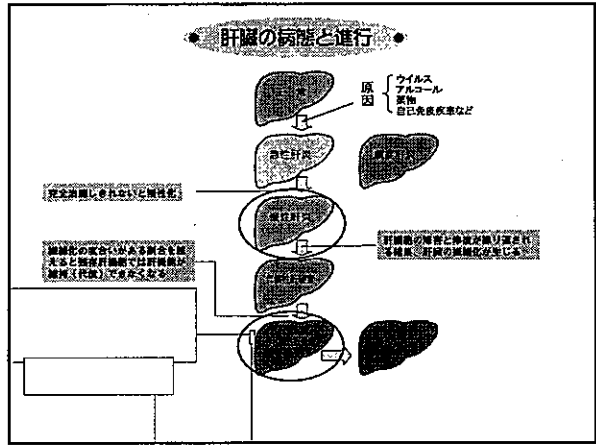 肝臓の病態と進行
原因
ウイルス
アルコール
薬物
自己免疫疾患など
急性肝炎
完全治癒しきれないと慢性化
慢性肝炎
肝細胞の障害と修復が繰り返され
る結果、肝臓の線維化が生じる
線維化の度合いがある割合を超
えると残存肝細胞では肝機能が
維持（代償）できなくなる